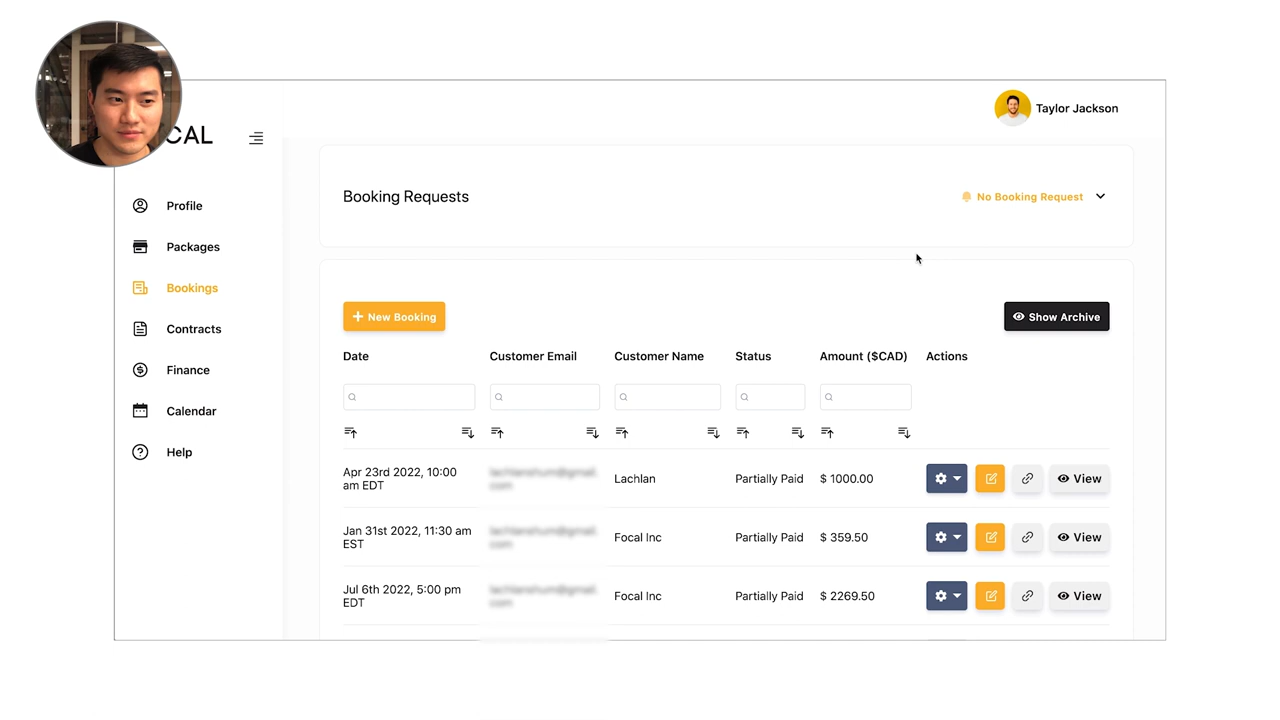 CAL
Taylor Jackson
Profile
Packages
Bookings
Contracts
Finance
Calendar
Help
Booking Requests
No Booking Request
New Booking
Show Archive
Date Customer Email Customer Name Status Amount ($CAD) Actions
Apr 23rd 2022, 10:00
am EDT
Lachlan Partially Paid $ 1000.00 View
Jan 31st 2022, 11:30 am
EST
Focal Inc Partially Paid $ 359.50 View
Jul 6th 2022, 5:00 pm
EDT
Focal Inc Partially Paid $ 2269.50 View